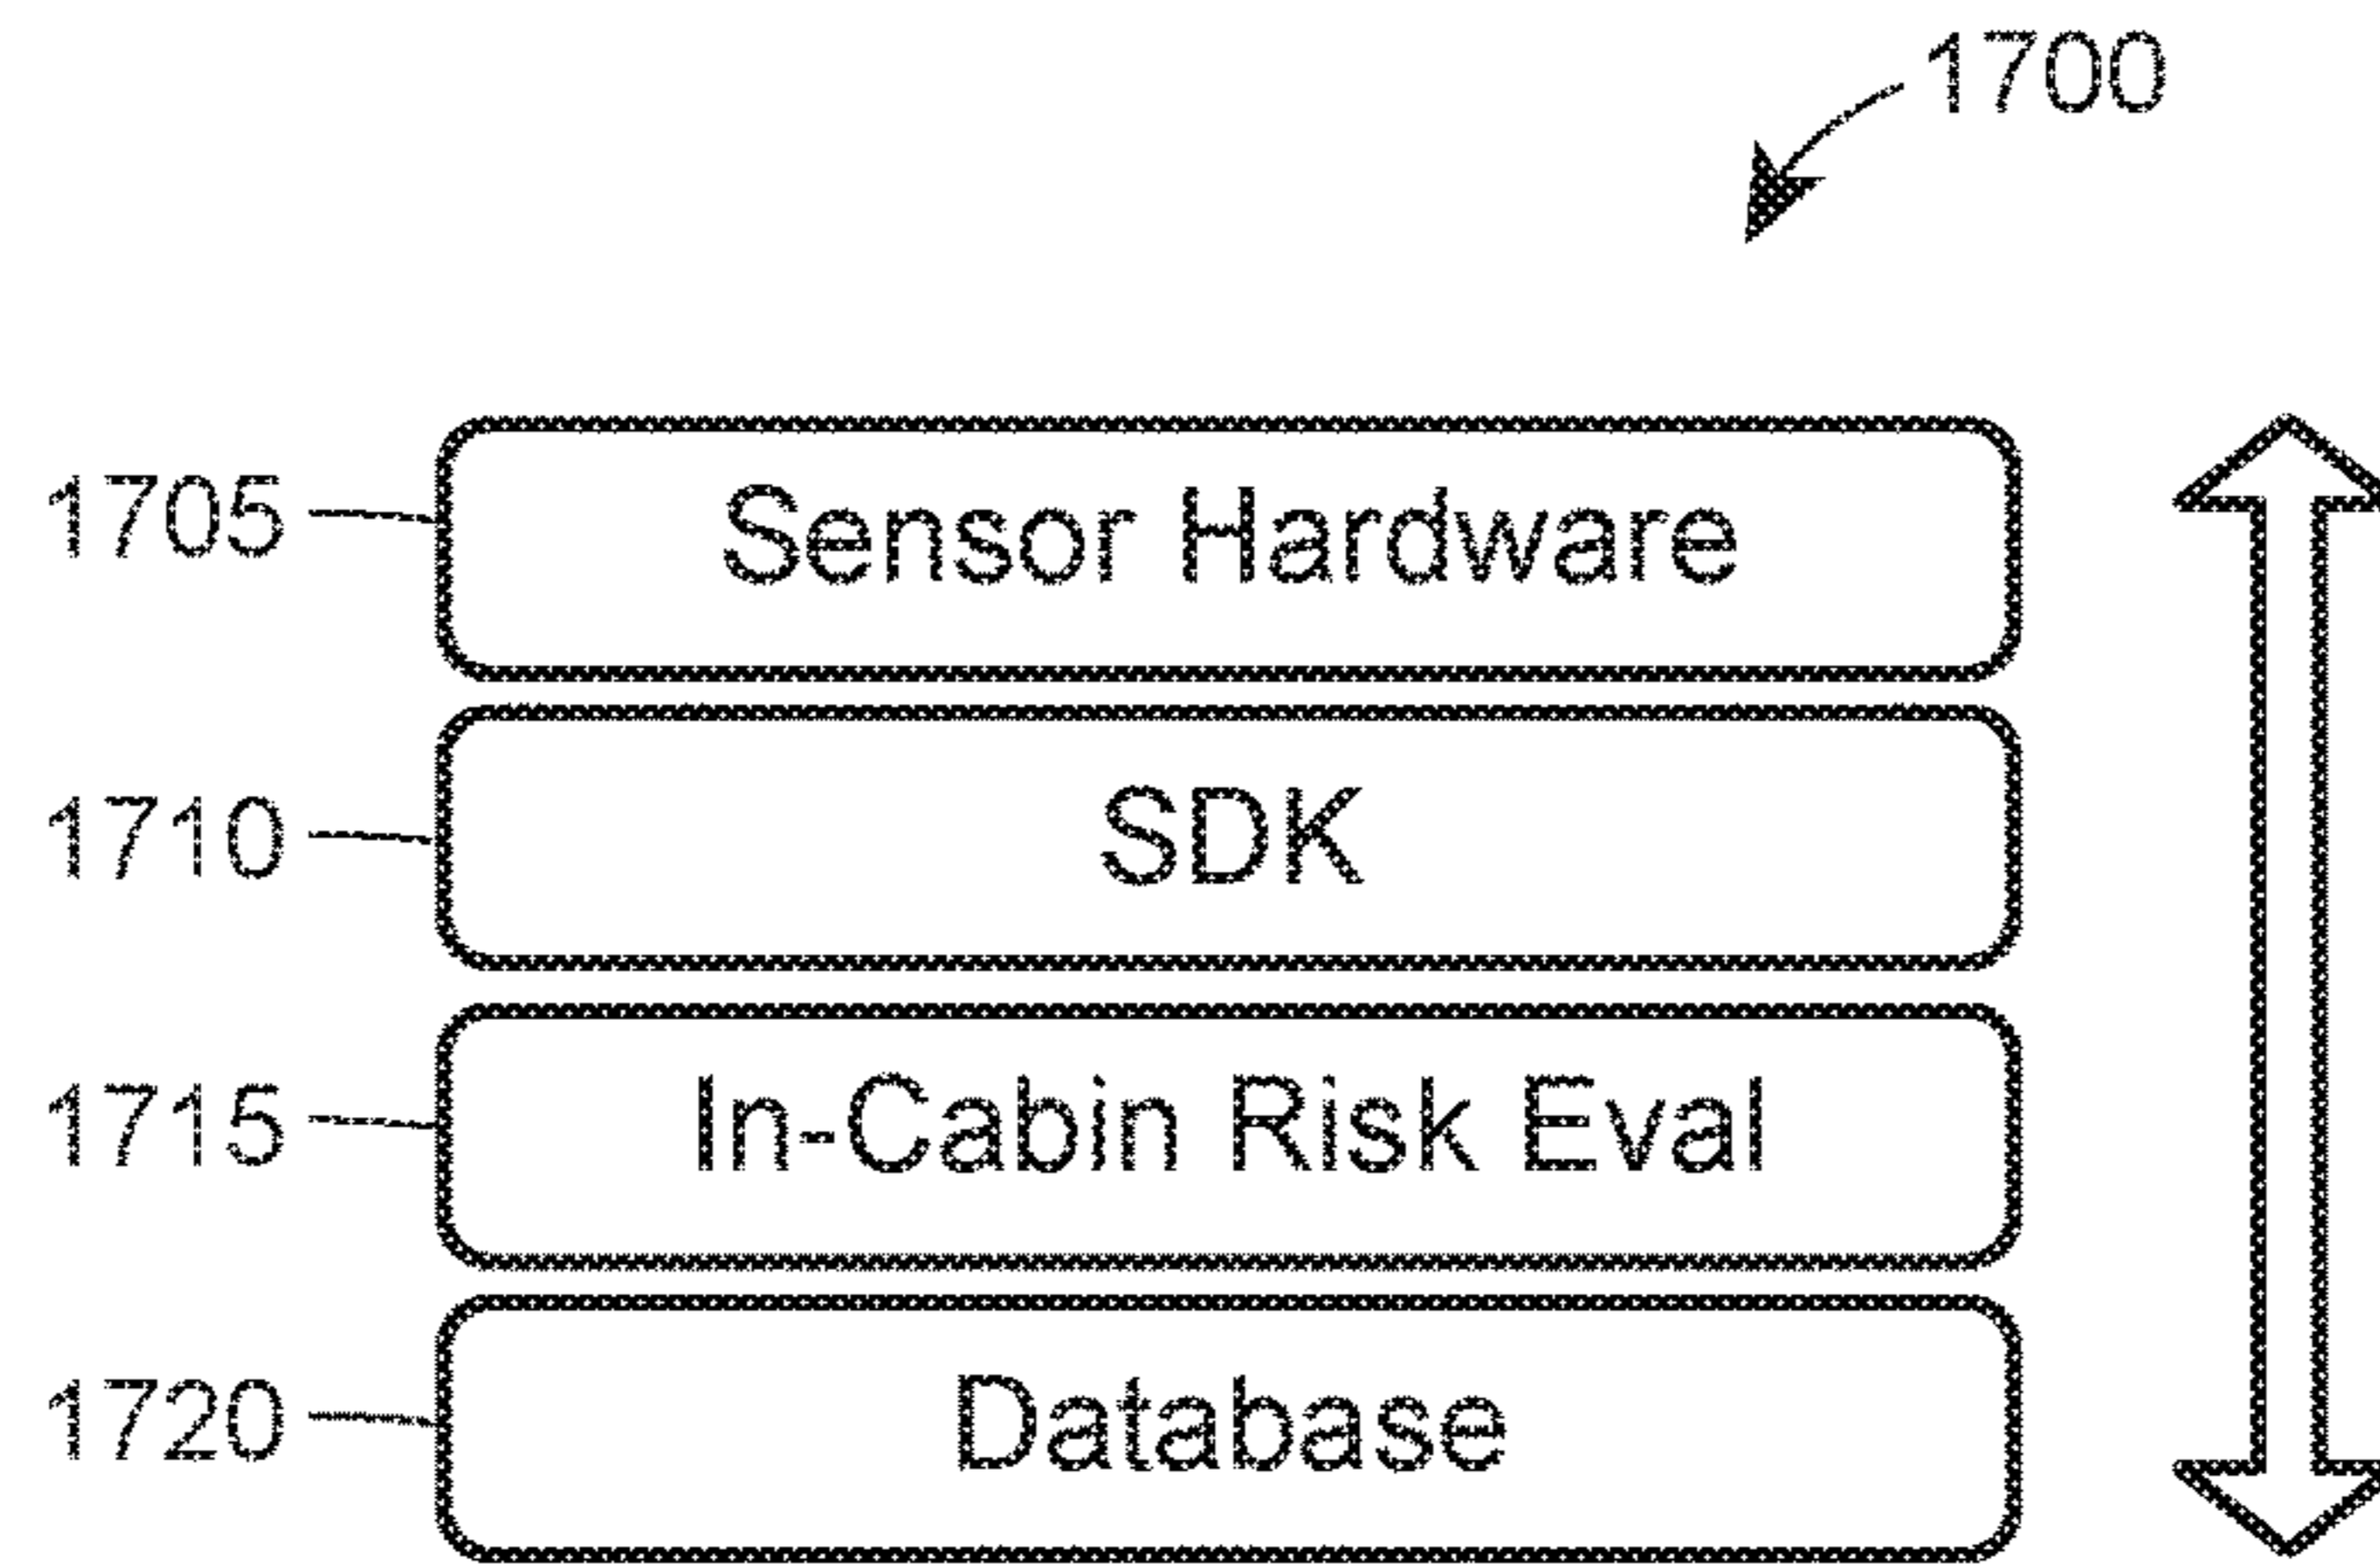 1700
1705 Sensor Hardware
1710 SDK
1715 In-Cabin Risk Eval
1720 Database